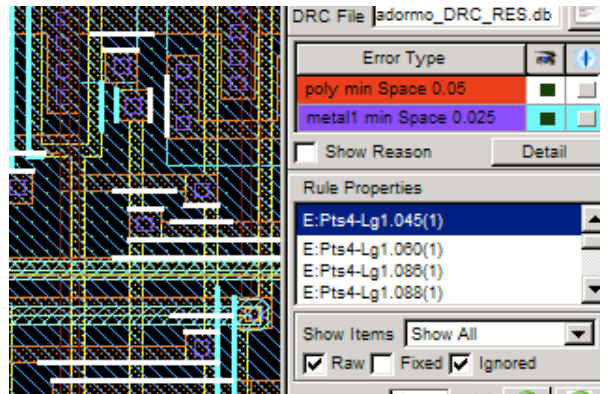 DRC File adormo_DRC_RES.db
Error Type
poly min Space 0.05
metal1 min Space 0.025
Show Reason Detail
Rule Properties
E:Pts4-Lg1.045(1)
E:Pts4-Lg1.060(1)
E:Pts4-Lg1.086(1)
E:Pts4-Lg1.088(1)
Show Items Show All
Raw Fixed Ignored